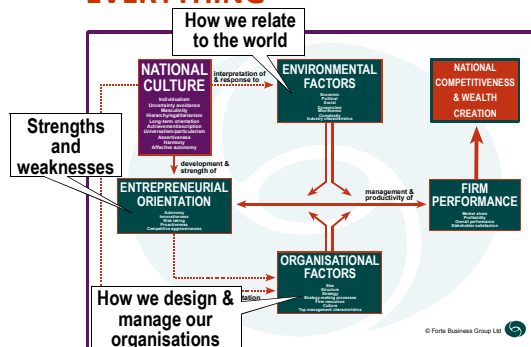 EVERYTHING
How we relate
to the world
NATIONAL
CULTURE
Individualism
Uncertainty avoidance
Masculinity
Hierarchy/egalitarianism
Long-term orientation
Achievement/ascription
Universalism/particularism
Assertiveness
Harmony
Affective autonomy
interpretation of
& response to
ENVIRONMENTAL
FACTORS
Economic
Political
Social
Dynamism
Munificence
Complexity
Industry characteristics
NATIONAL
COMPETITIVENESS
& WEALTH
CREATION
Strengths
and
weaknesses
development &
strength of
ENTREPRENEURIAL
ORIENTATION
Autonomy
Innovativeness
Risk taking
Proactiveness
Competitive aggressiveness
management &
productivity of
FIRM
PERFORMANCE
Market share
Profitability
Overall performance
Stakeholder satisfaction
ORGANISATIONAL
FACTORS
Size
Structure
Strategy
Strategy-making processes
Firm resources
Culture
Top management characteristics
How we design &
manage our
organisations
© Forte Business Group Ltd